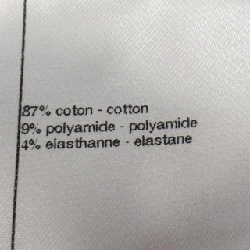 87% coton - cotton
9% polyamide - polyamide
4% elasthanne - elastane